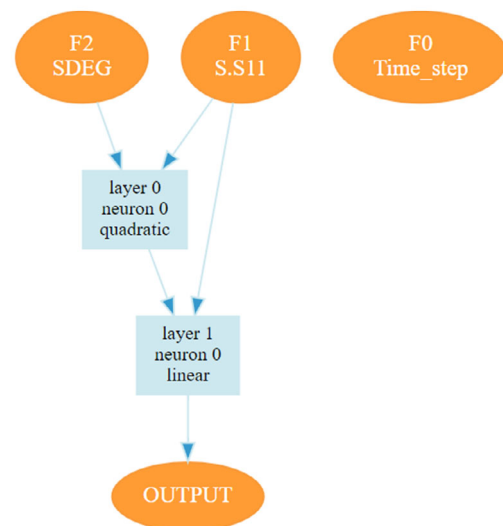 F2
SDEG
F1
S.S11
F0
Time_step
layer 0
neuron 0
quadratic
layer 1
neuron 0
linear
OUTPUT